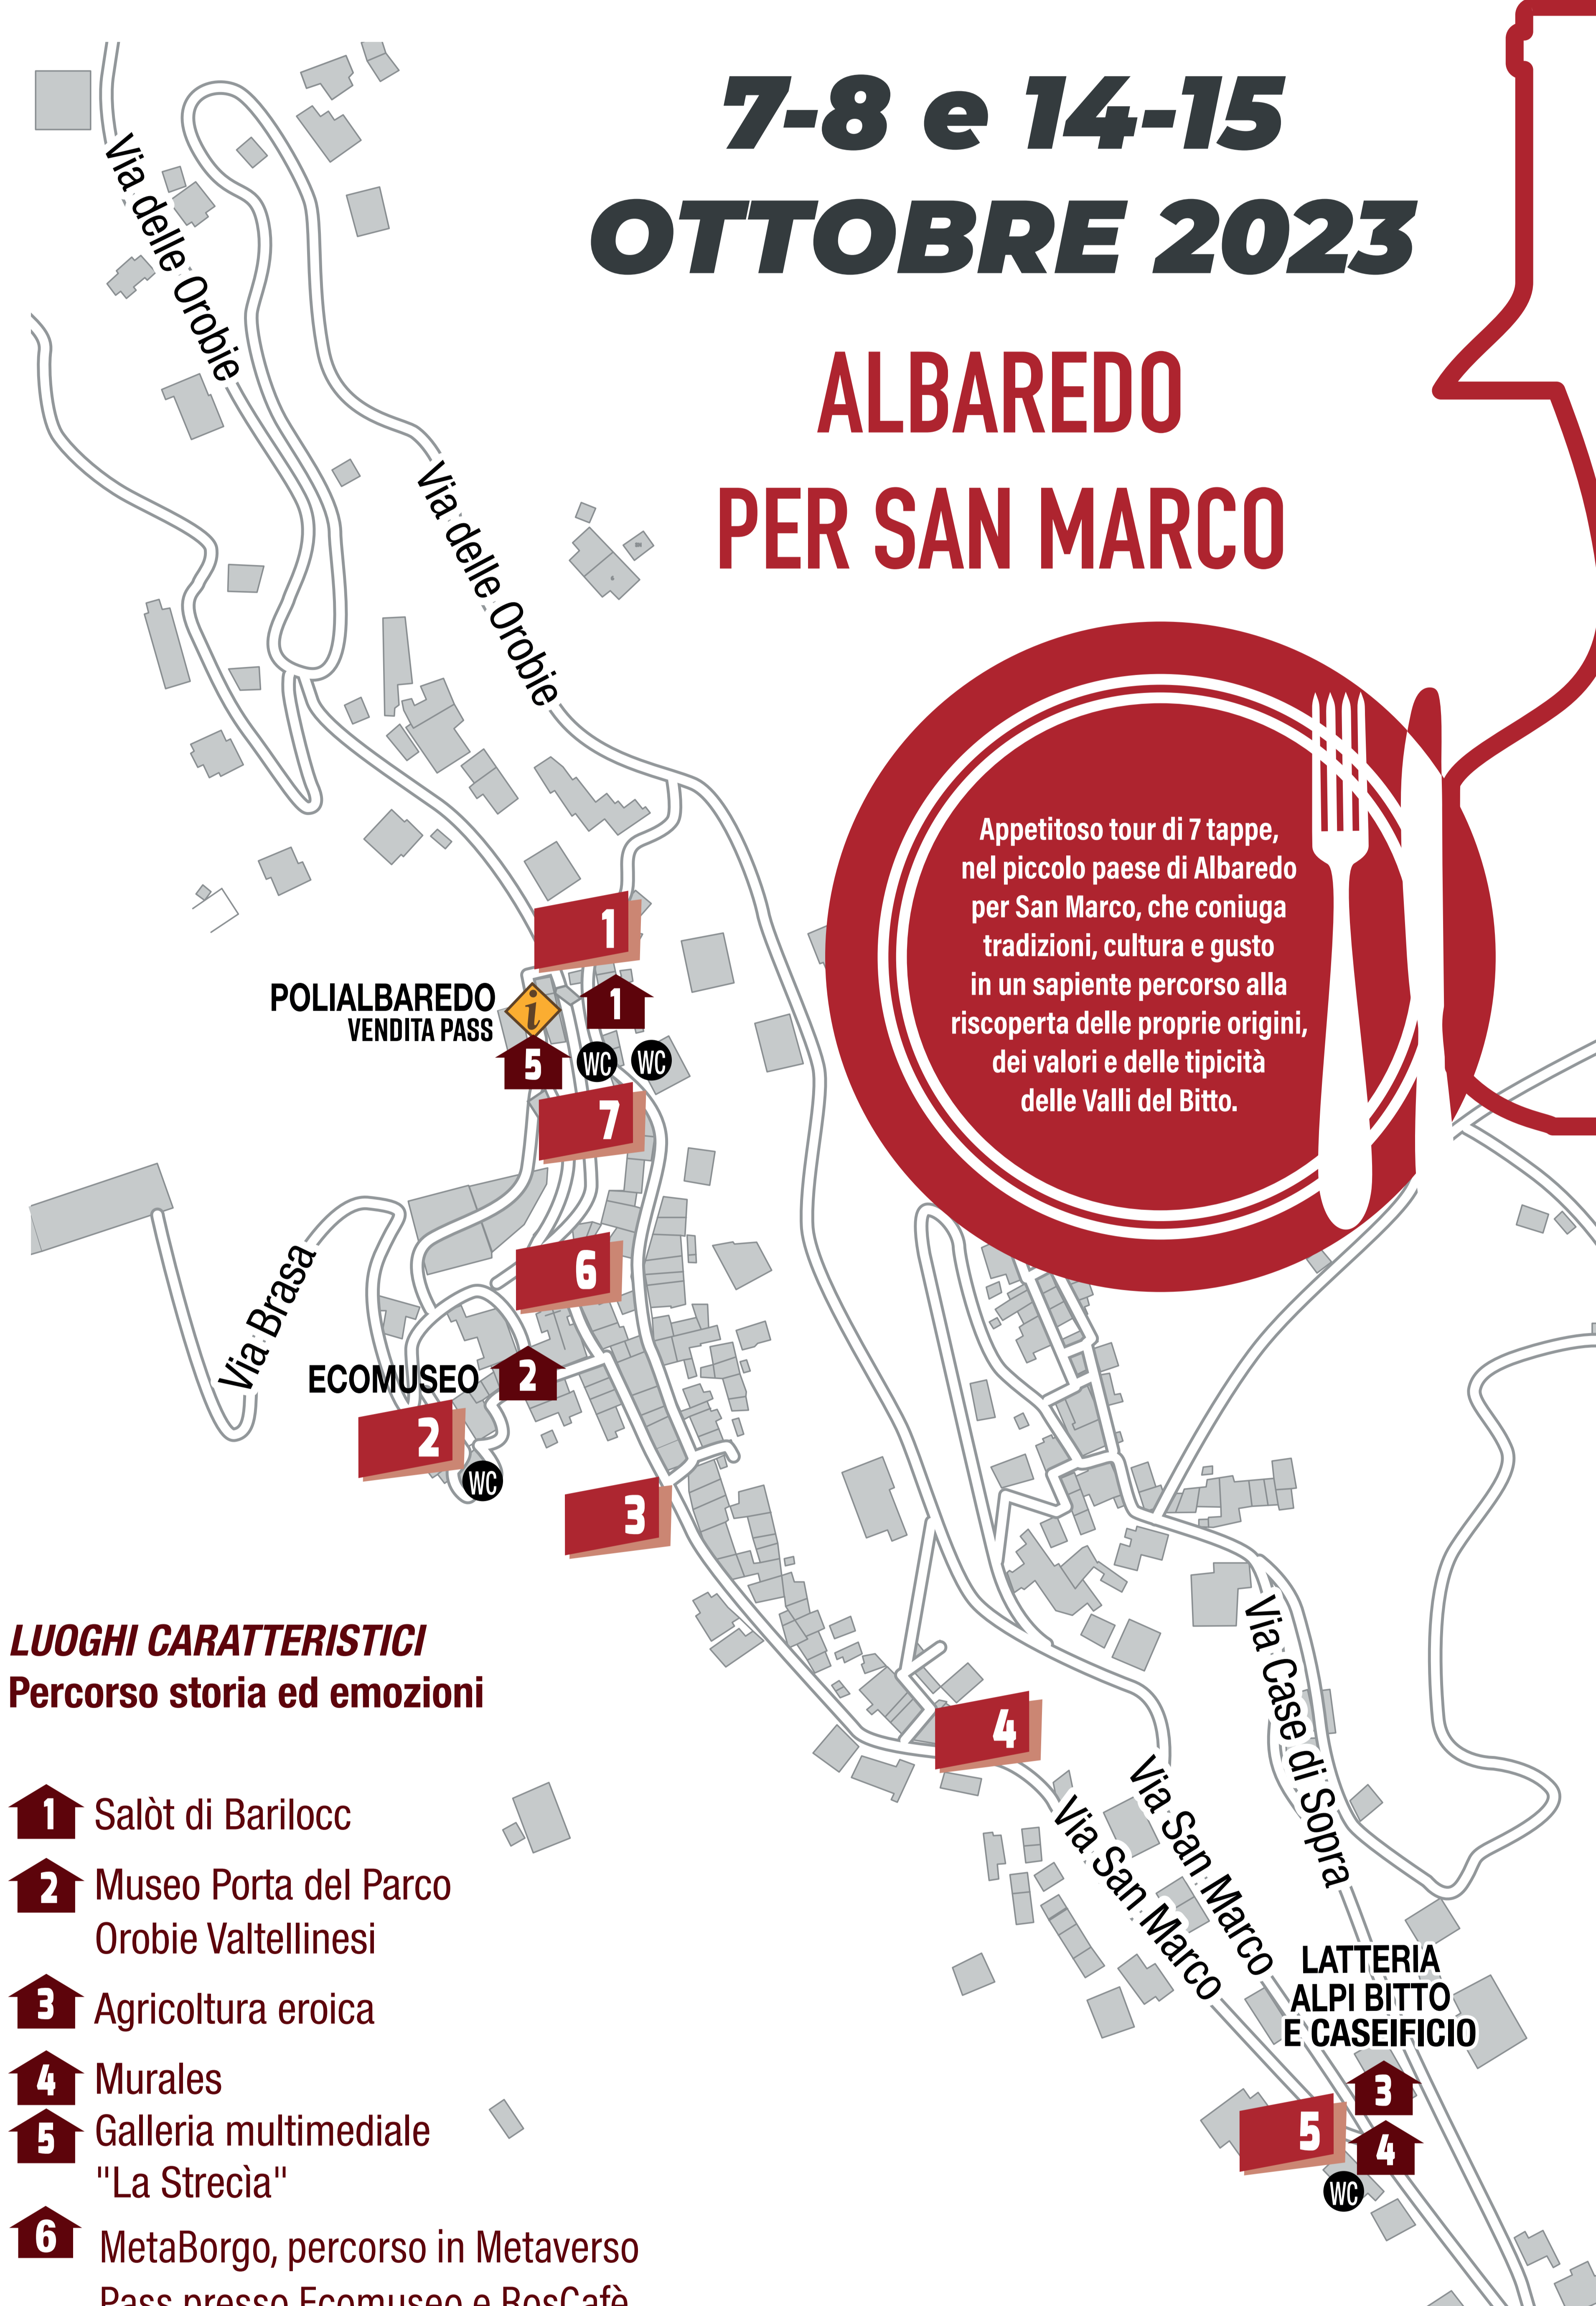 7-8 e 14-15
OTTOBRE 2023
ALBAREDO
PER SAN MARCO
Via delle Orobie
Via delle Orobie
Appetitoso tour di 7 tappe,
nel piccolo paese di Albaredo
per San Marco, che coniuga
tradizioni, cultura e gusto
in un sapiente percorso alla
riscoperta delle proprie origini,
dei valori e delle tipicità
delle Valli del Bitto.
1
POLIALBAREDO
VENDITA PASS
i
1
5
WC
WC
7
6
Via Brasa
ECOMUSEO
2
2
WC
3
4
Via San Marco
Via San Marco
Via Case di Sopra
LATTERIA
ALPI BITTO
E CASEIFICIO
3
5
4
WC
LUOGHI CARATTERISTICI
Percorso storia ed emozioni
1 Salòt di Barilocc
2 Museo Porta del Parco
Orobie Valtellinesi
3 Agricoltura eroica
4 Murales
5 Galleria multimediale
"La Strecìa"
6 MetaBorgo, percorso in Metaverso
Pass presso Ecomuseo e BosCafè